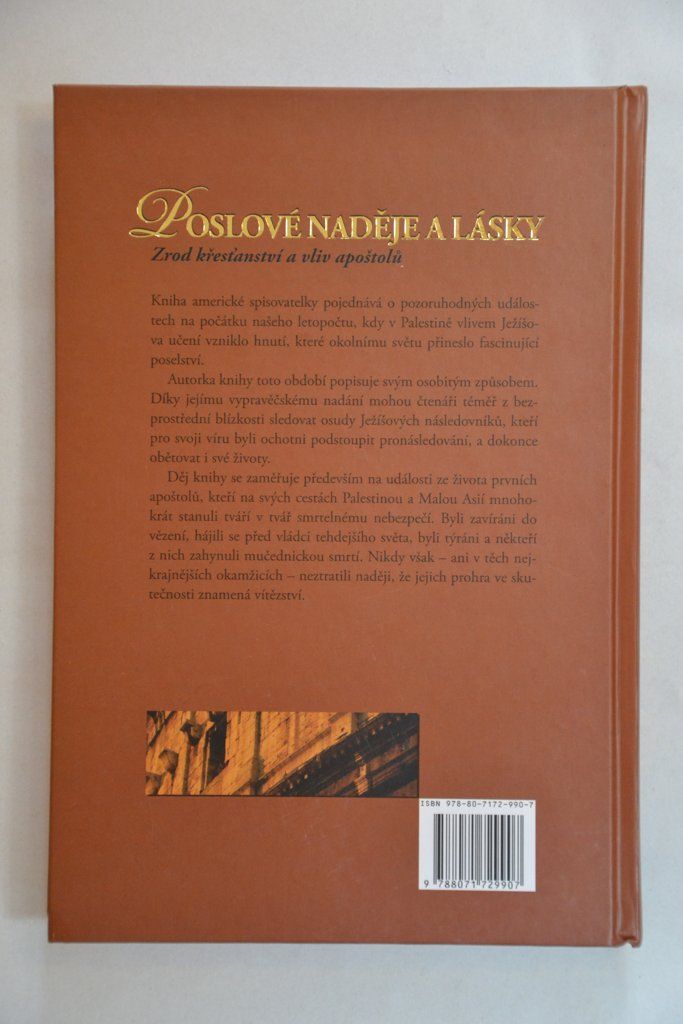 POSLOVÉ NADĚJE A LÁSKY
Zrod křesťanství a vliv apoštolů
Kniha americké spisovatelky pojednává o pozoruhodných událos-
tech na počátku našeho letopočtu, kdy v Palestině vlivem Ježíšo-
va učení vzniklo hnutí, které okolnímu světu přineslo fascinující
poselství.
Autorka knihy toto období popisuje svým osobitým způsobem.
Díky jejímu vypravěčskému nadání mohou čtenáři téměř z bez-
prostřední blízkosti sledovat osudy Ježíšových následovníků, kteří
pro svoji víru byli ochotni podstoupit pronásledování, a dokonce
obětovat i své životy.
Děj knihy se zaměřuje především na události ze života prvních
apoštolů, kteří na svých cestách Palestinou a Malou Asií mnoho-
krát stanuli tváří v tvář smrtelnému nebezpečí. Byli zavíráni do
vězení, hájili se před vládci tehdejšího světa, byli týráni a někteří
z nich zahynuli mučednickou smrtí. Nikdy však – ani v těch nej-
krajnějších okamžicích – neztratili naději, že jejich prohra ve sku-
tečnosti znamená vítězství.
ISBN 978-80-7172-990-7
9 788071 729907